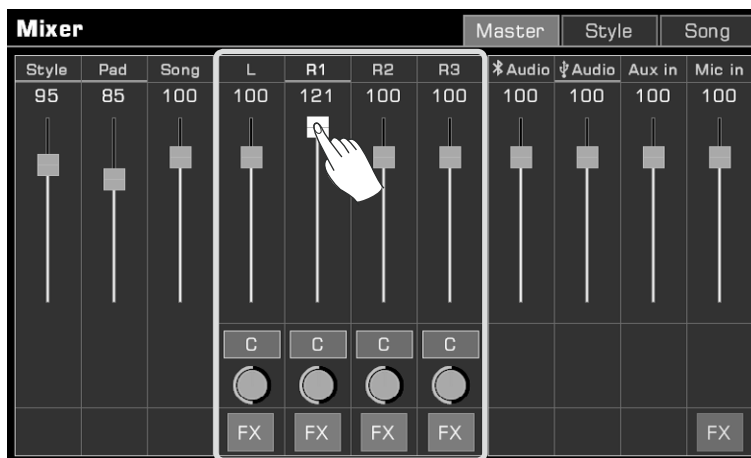 Mixer Master Style Song
Style Pad Song L R1 R2 R3 Audio Audio Aux in Mic in
95 85 100 100 121 100 100 100 100 100 100
C C C C
FX FX FX FX FX